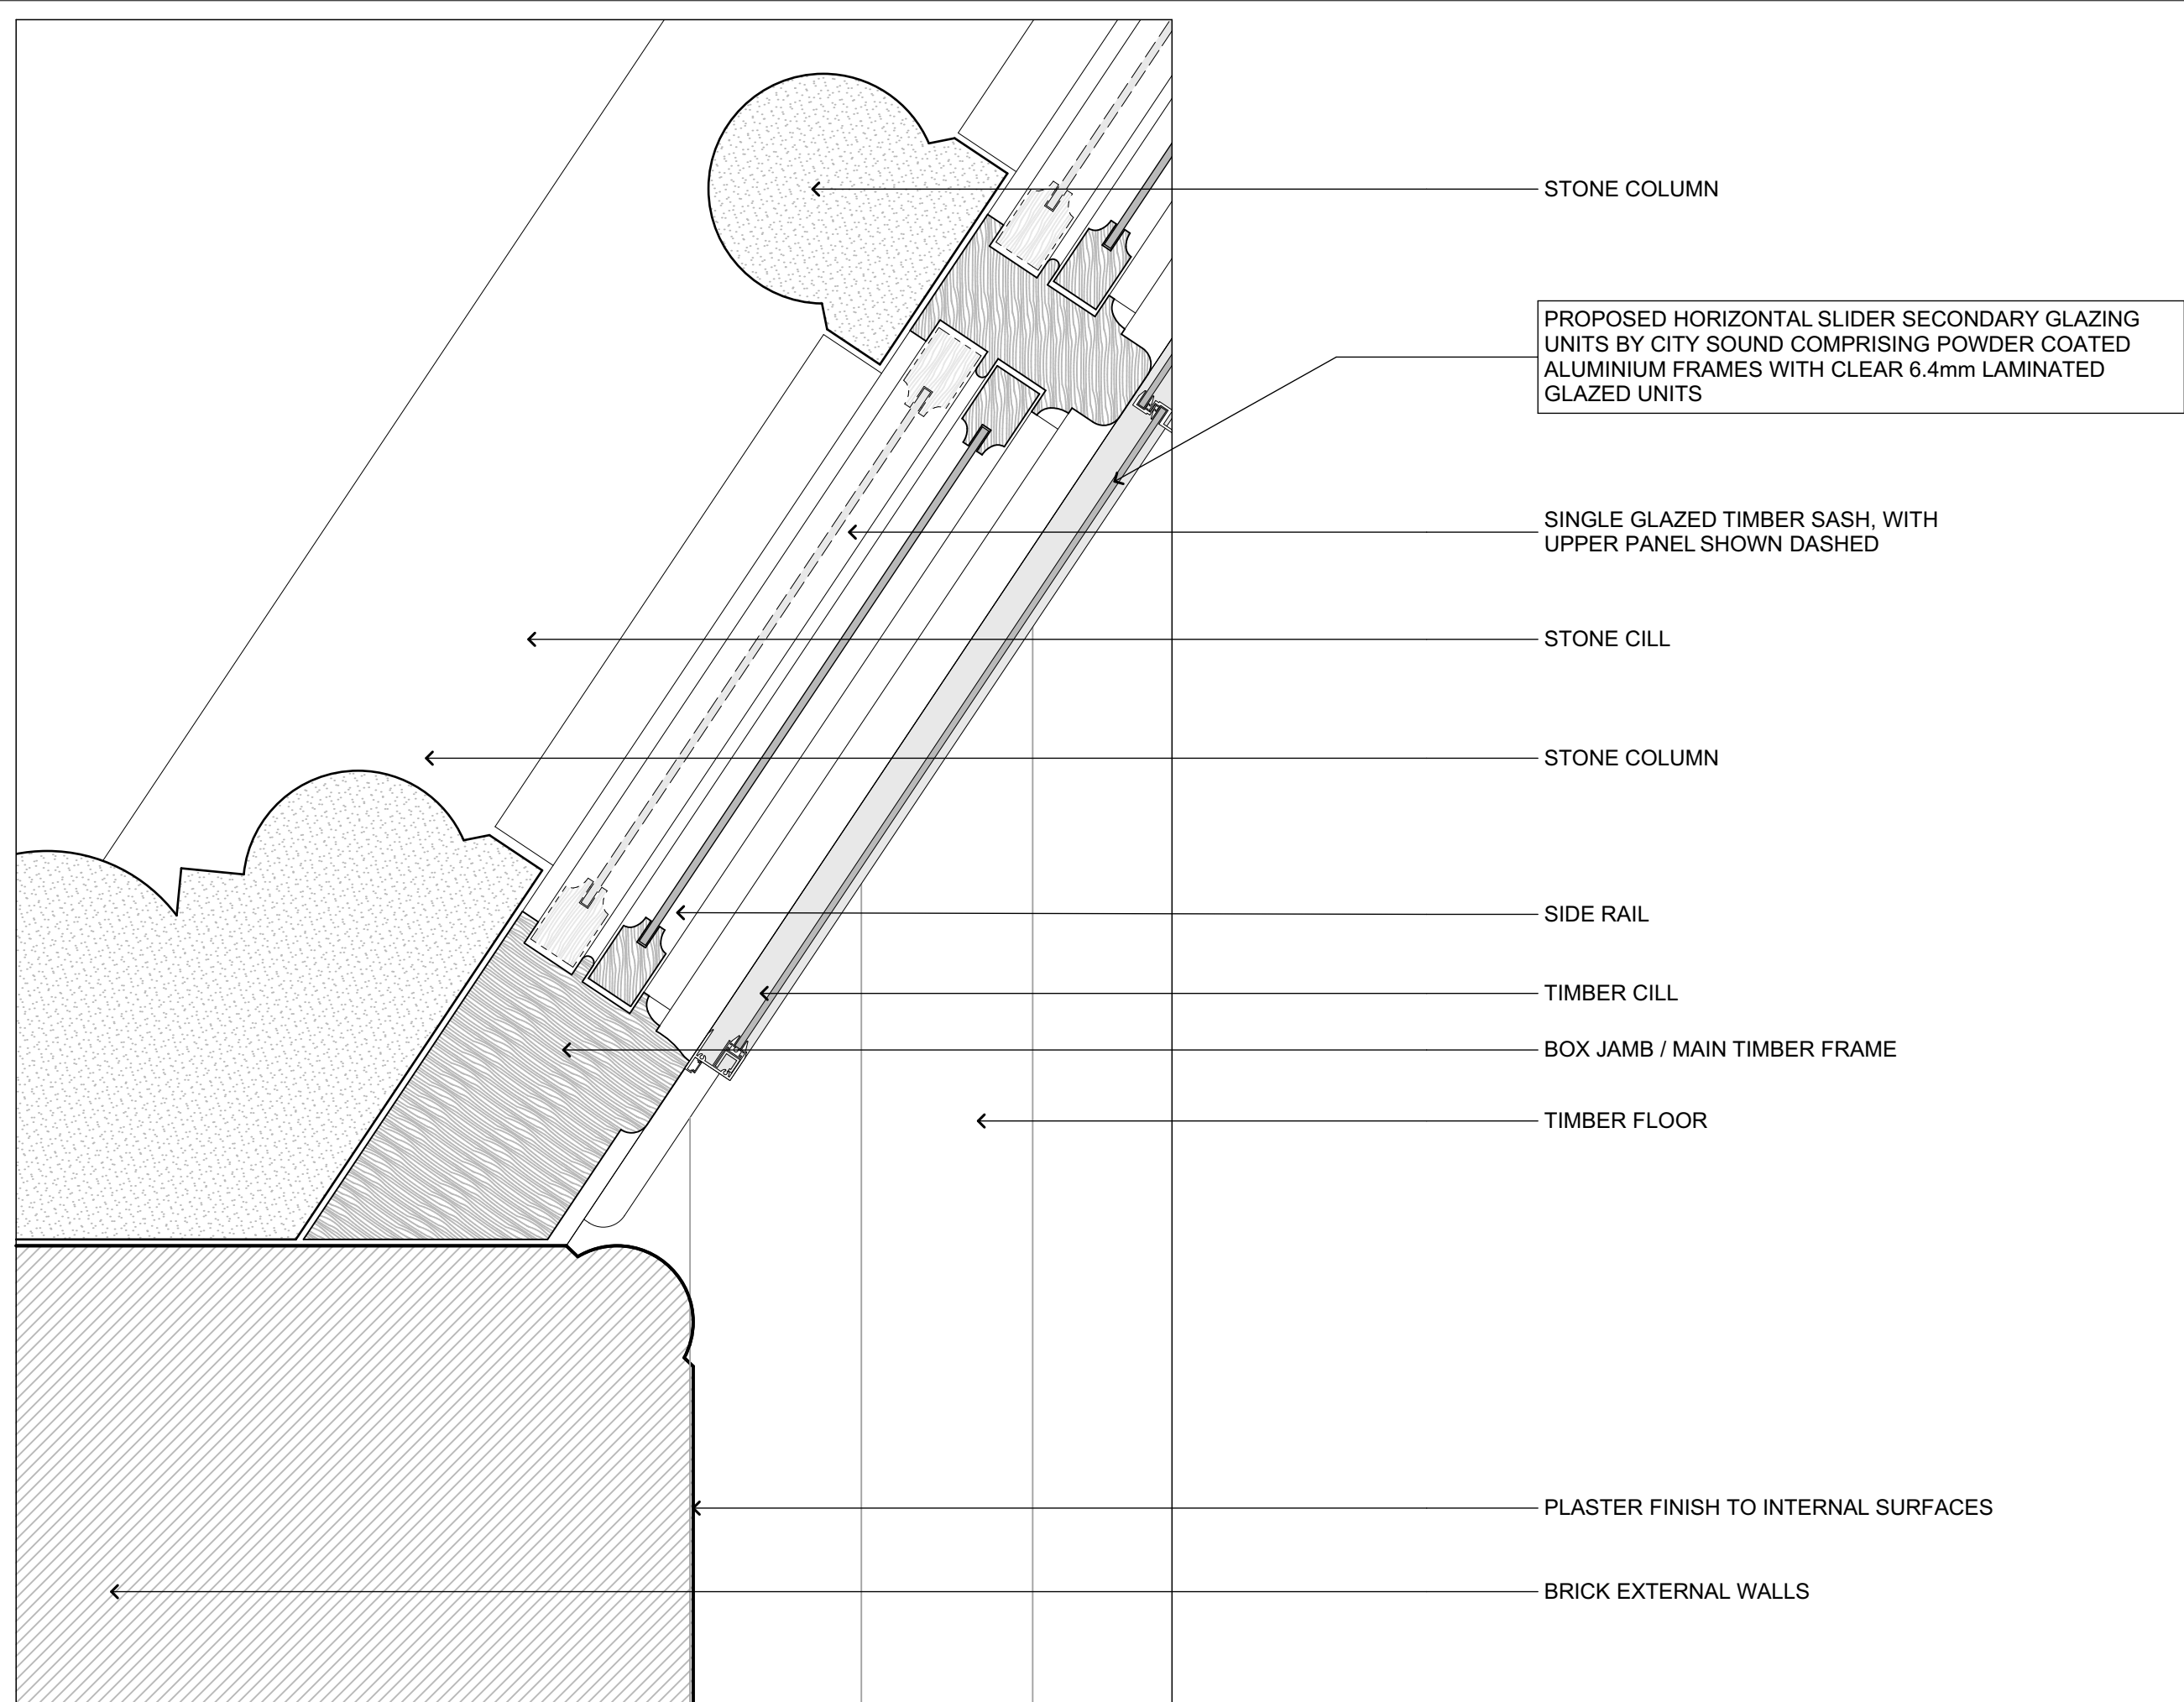 STONE COLUMN
PROPOSED HORIZONTAL SLIDER SECONDARY GLAZING
UNITS BY CITY SOUND COMPRISING POWDER COATED
ALUMINIUM FRAMES WITH CLEAR 6.4mm LAMINATED
GLAZED UNITS
SINGLE GLAZED TIMBER SASH, WITH
UPPER PANEL SHOWN DASHED
STONE CILL
STONE COLUMN
SIDE RAIL
TIMBER CILL
BOX JAMB / MAIN TIMBER FRAME
TIMBER FLOOR
PLASTER FINISH TO INTERNAL SURFACES
BRICK EXTERNAL WALLS